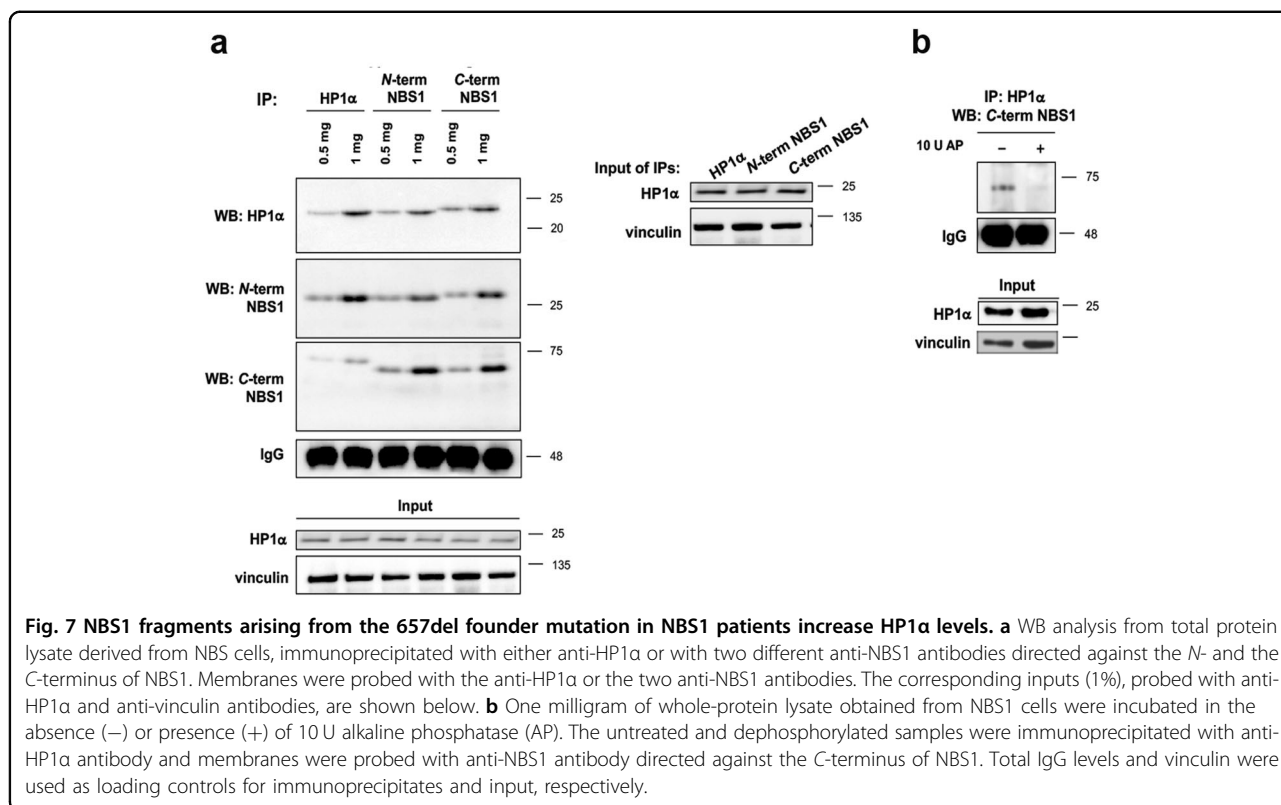 a
IP:
HP1α
N-term
NBS1
C-term
NBS1
0.5 mg
1 mg
0.5 mg
1 mg
0.5 mg
1 mg
WB: HP1α
25
20
WB: N-term
NBS1
25
WB: C-term
NBS1
75
IgG
48
Input
HP1α
25
vinculin
135
Input of IPs:
HP1α
N-term NBS1
C-term NBS1
HP1α
25
vinculin
135
b
IP: HP1α
WB: C-term NBS1
10 U AP
− +
75
IgG
48
Input
HP1α
25
vinculin
Fig. 7 NBS1 fragments arising from the 657del founder mutation in NBS1 patients increase HP1α levels. a WB analysis from total protein
lysate derived from NBS cells, immunoprecipitated with either anti-HP1α or with two different anti-NBS1 antibodies directed against the N- and the
C-terminus of NBS1. Membranes were probed with the anti-HP1α or the two anti-NBS1 antibodies. The corresponding inputs (1%), probed with anti-
HP1α and anti-vinculin antibodies, are shown below. b One milligram of whole-protein lysate obtained from NBS1 cells were incubated in the
absence (−) or presence (+) of 10 U alkaline phosphatase (AP). The untreated and dephosphorylated samples were immunoprecipitated with anti-
HP1α antibody and membranes were probed with anti-NBS1 antibody directed against the C-terminus of NBS1. Total IgG levels and vinculin were
used as loading controls for immunoprecipitates and input, respectively.